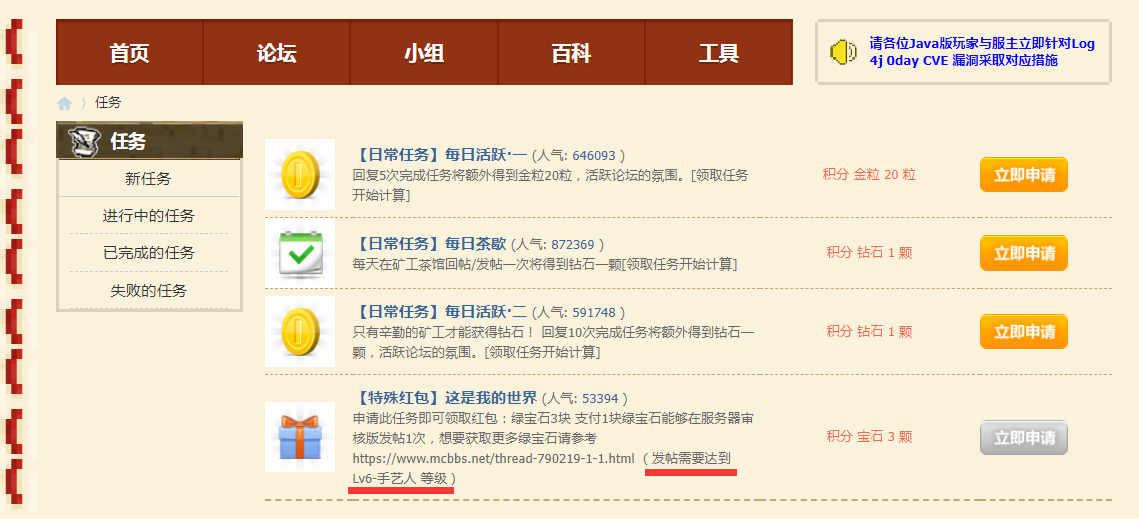 首页
论坛
小组
百科
工具
请各位Java版玩家与服主立即针对Log
4j 0day CVE 漏洞采取对应措施
任务
任务
新任务
进行中的任务
已完成的任务
失败的任务
【日常任务】每日活跃·一 (人气: 646093 )
回复5次完成任务将额外得到金粒20粒，活跃论坛的氛围。[领取任务
开始计算]
积分 金粒 20 粒
立即申请
【日常任务】每日茶歇 (人气: 872369 )
每天在矿工茶馆回帖/发帖一次将得到钻石一颗[领取任务开始计算]
积分 钻石 1 颗
立即申请
【日常任务】每日活跃·二 (人气: 591748 )
只有辛勤的矿工才能获得钻石！ 回复10次完成任务将额外得到钻石一
颗，活跃论坛的氛围。[领取任务开始计算]
积分 钻石 1 颗
立即申请
【特殊红包】这是我的世界 (人气: 53394 )
申请此任务即可领取红包：绿宝石3块 支付1块绿宝石能够在服务器审
核版发帖1次，想要获取更多绿宝石请参考
https://www.mcbbs.net/thread-790219-1-1.html （ 发帖需要达到
Lv6-手艺人 等级 ）
积分 宝石 3 颗
立即申请